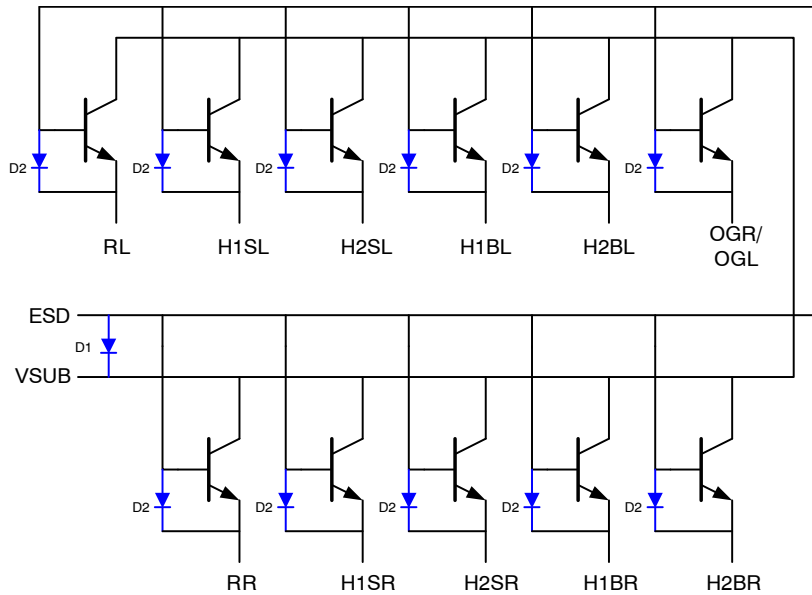 D2 D2 D2 D2 D2 D2
RL H1SL H2SL H1BL H2BL OGR/
OGL
ESD
D1
VSUB
D2 D2 D2 D2 D2
RR H1SR H2SR H1BR H2BR